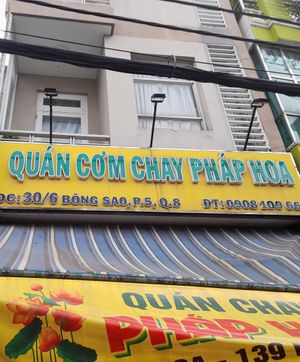 QUÁN CƠM CHAY PHÁP HOA
ĐC: 30/6 BÔNG SAO, P.5, Q.8 ĐT: 0908 109
QUÁN CHAY
PHÁP
139